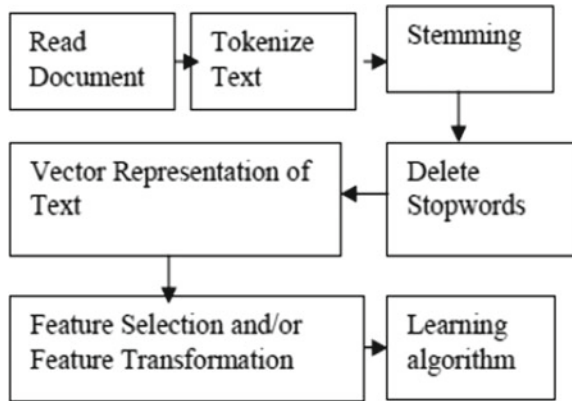 Read
Document
Tokenize
Text
Stemming
Delete
Stopwords
Vector Representation of
Text
Feature Selection and/or
Feature Transformation
Learning
algorithm